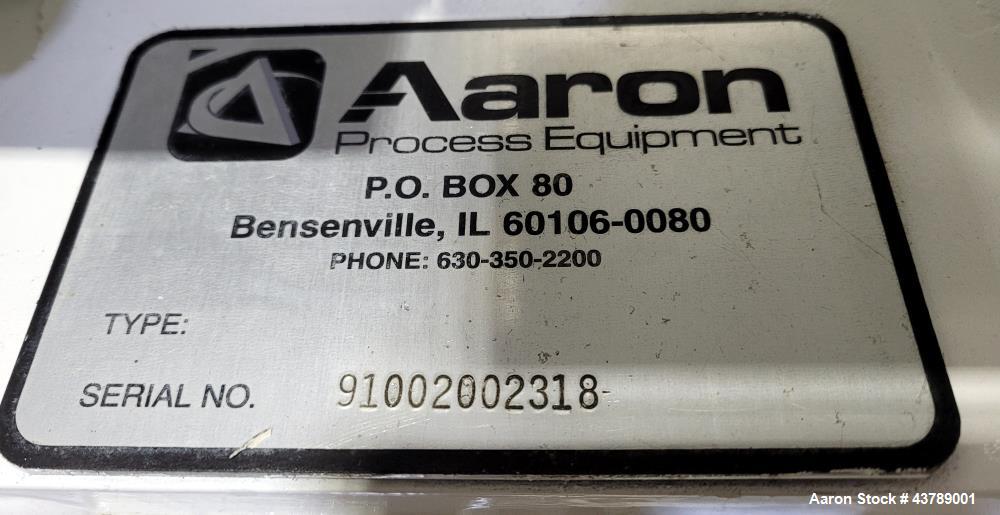 Aaron
Process Equipment
P.O. BOX 80
Bensenville, IL 60106-0080
PHONE: 630-350-2200
TYPE:
SERIAL NO. 91002002318
Aaron Stock # 43789001